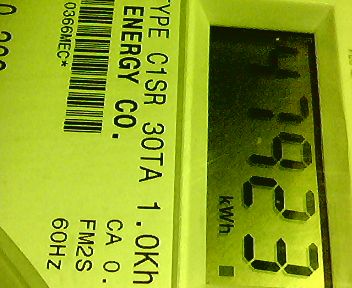 47923
kWh
TYPE C1SR 30TA 1.0Kh
ENERGY CO.
CA 0.
FM2S
0366MEC*
60Hz